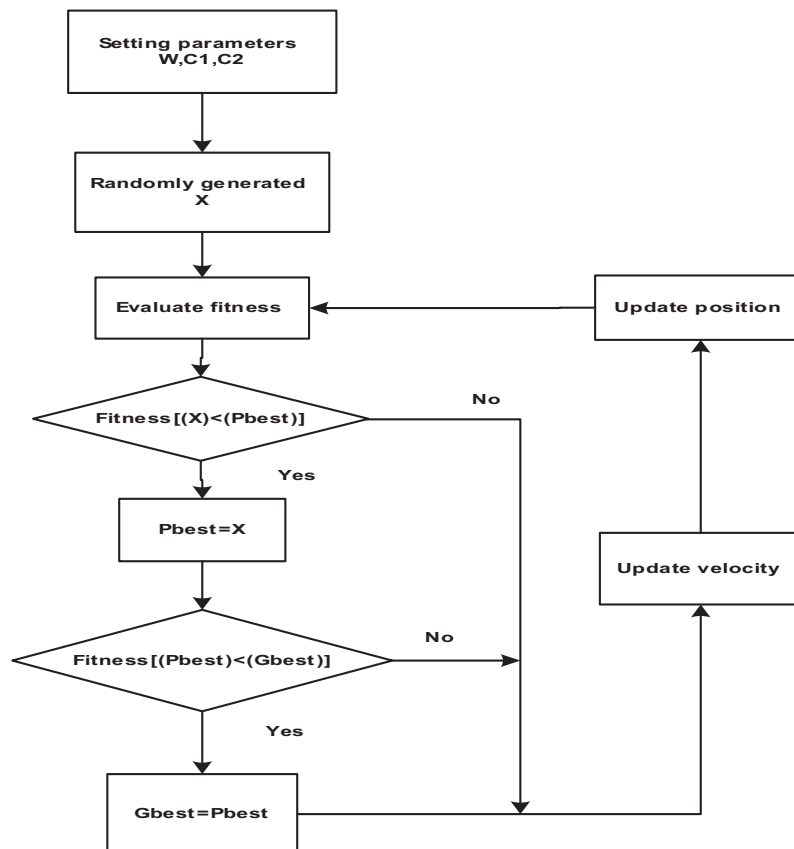 Setting parameters
W,C1,C2
Randomly generated
X
Evaluate fitness
Update position
Fitness[(X)<(Pbest)]
No
Yes
Pbest=X
Update velocity
Fitness[(Pbest)<(Gbest)]
No
Yes
Gbest=Pbest